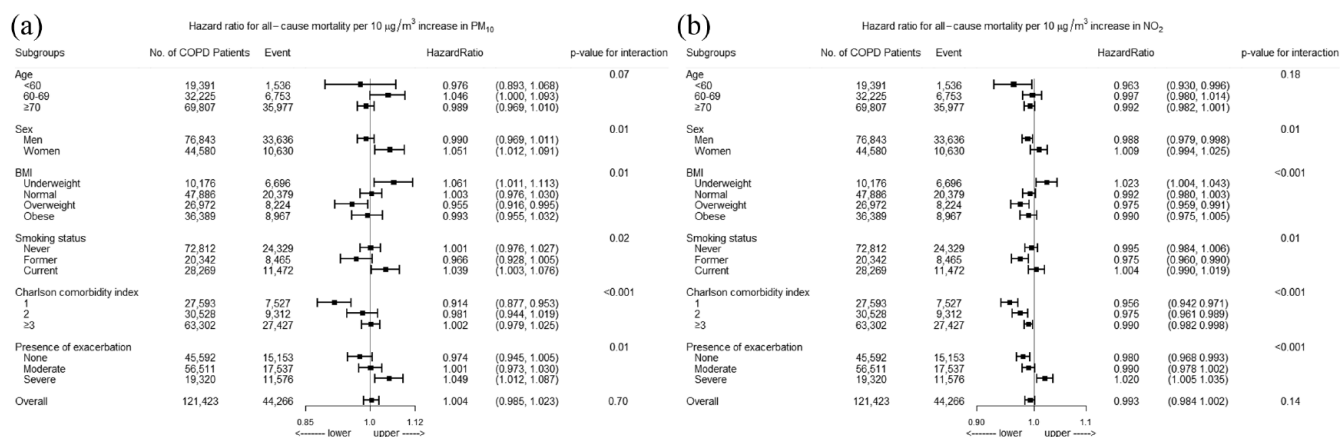 (a)
Hazard ratio for all−cause mortality per 10 μg/m³ increase in PM₁₀
Subgroups No. of COPD Patients Event HazardRatio p-value for interaction
Age 0.07
<60 19,391 1,536 0.976 (0.893, 1.068)
60-69 32,225 6,753 1.046 (1.000, 1.093)
≥70 69,807 35,977 0.989 (0.969, 1.010)
Sex 0.01
Men 76,843 33,636 0.990 (0.969, 1.011)
Women 44,580 10,630 1.051 (1.012, 1.091)
BMI 0.01
Underweight 10,176 6,696 1.061 (1.011, 1.113)
Normal 47,886 20,379 1.003 (0.976, 1.030)
Overweight 26,972 8,224 0.955 (0.916, 0.995)
Obese 36,389 8,967 0.993 (0.955, 1.032)
Smoking status 0.02
Never 72,812 24,329 1.001 (0.976, 1.027)
Former 20,342 8,465 0.966 (0.928, 1.005)
Current 28,269 11,472 1.039 (1.003, 1.076)
Charlson comorbidity index <0.001
1 27,593 7,527 0.914 (0.877, 0.953)
2 30,528 9,312 0.981 (0.944, 1.019)
≥3 63,302 27,427 1.002 (0.979, 1.025)
Presence of exacerbation 0.01
None 45,592 15,153 0.974 (0.945, 1.005)
Moderate 56,511 17,537 1.001 (0.973, 1.030)
Severe 19,320 11,576 1.049 (1.012, 1.087)
Overall 121,423 44,266 1.004 (0.985, 1.023) 0.70
0.85 1.0 1.12
<------- lower upper ----->
(b)
Hazard ratio for all−cause mortality per 10 μg/m³ increase in NO₂
Subgroups No. of COPD Patients Event HazardRatio p-value for interaction
Age 0.18
<60 19,391 1,536 0.963 (0.930, 0.996)
60-69 32,225 6,753 0.997 (0.980, 1.014)
≥70 69,807 35,977 0.992 (0.982, 1.001)
Sex 0.01
Men 76,843 33,636 0.988 (0.979, 0.998)
Women 44,580 10,630 1.009 (0.994, 1.025)
BMI <0.001
Underweight 10,176 6,696 1.023 (1.004, 1.043)
Normal 47,886 20,379 0.992 (0.980, 1.003)
Overweight 26,972 8,224 0.975 (0.959, 0.991)
Obese 36,389 8,967 0.990 (0.975, 1.005)
Smoking status 0.01
Never 72,812 24,329 0.995 (0.984, 1.006)
Former 20,342 8,465 0.975 (0.960, 0.990)
Current 28,269 11,472 1.004 (0.990, 1.019)
Charlson comorbidity index <0.001
1 27,593 7,527 0.956 (0.942 0.971)
2 30,528 9,312 0.975 (0.961 0.989)
≥3 63,302 27,427 0.990 (0.982 0.998)
Presence of exacerbation <0.001
None 45,592 15,153 0.980 (0.968 0.993)
Moderate 56,511 17,537 0.990 (0.978 1.002)
Severe 19,320 11,576 1.020 (1.005 1.035)
Overall 121,423 44,266 0.993 (0.984 1.002) 0.14
0.90 1.0 1.10
<------- lower upper ----->